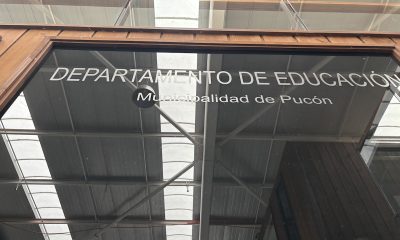 DEPARTAMENTO DE EDUCACIÓN
Municipalidad de Pucón